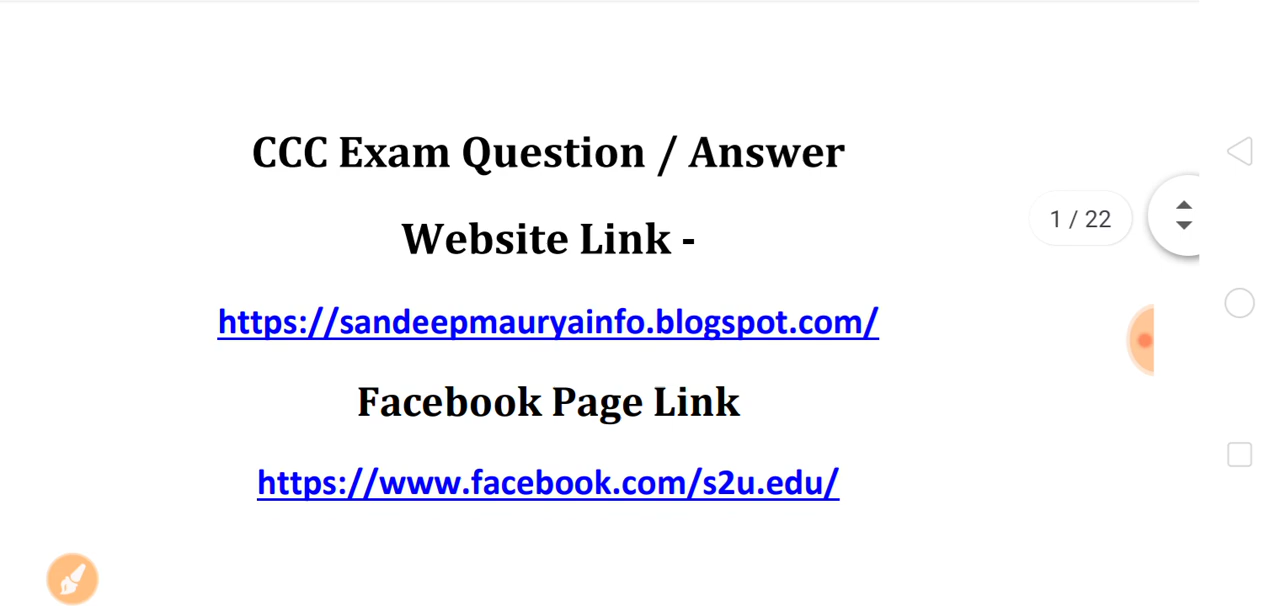 CCC Exam Question / Answer
Website Link -
1 / 22
https://sandeepmauryainfo.blogspot.com/
Facebook Page Link
https://www.facebook.com/s2u.edu/